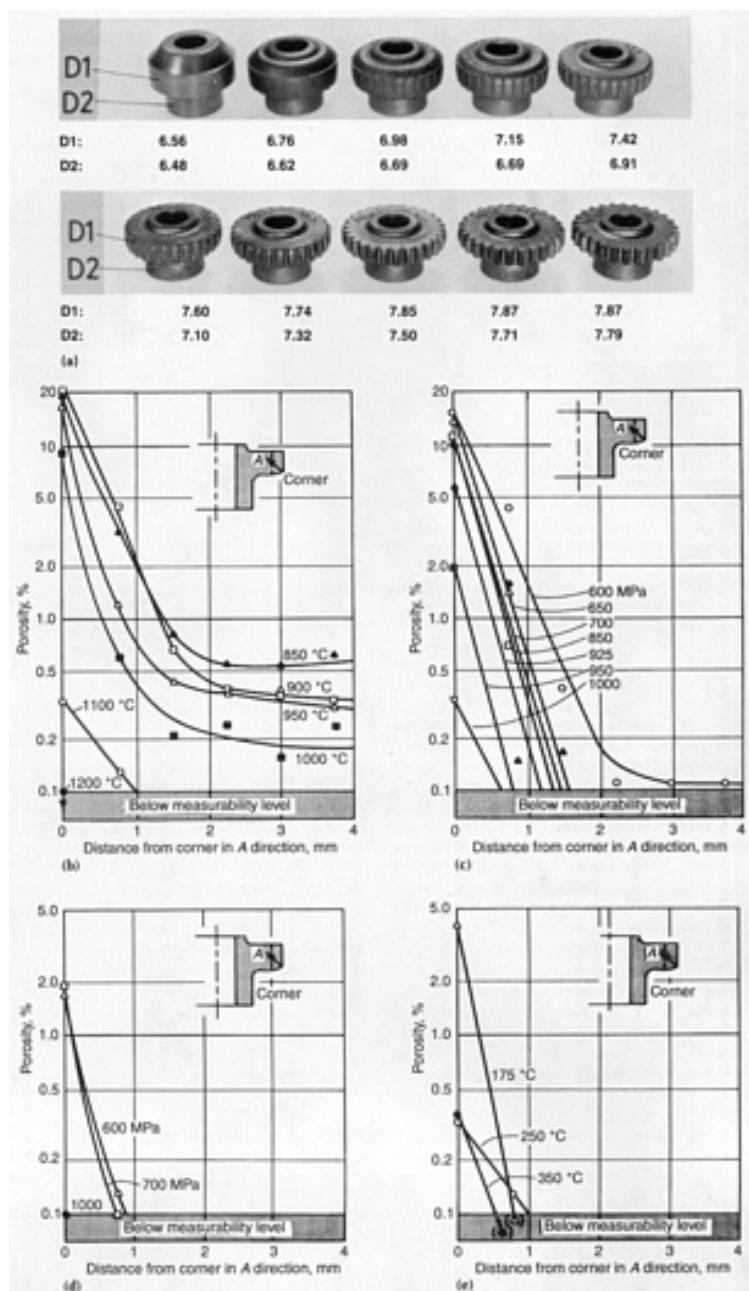 D1
D2
D1: 6.56 6.76 6.98 7.15 7.42
D2: 6.48 6.62 6.69 6.69 6.91
D1
D2
D1: 7.60 7.74 7.85 7.87 7.87
D2: 7.10 7.32 7.50 7.71 7.79
(a)
20
10
5.0
2.0
1.0
0.5
0.2
0.1
Porosity, %
A
Corner
850 °C
900 °C
950 °C
1000 °C
1100 °C
1200 °C
Below measurability level
0 1 2 3 4
Distance from corner in A direction, mm
(b)
20
10
5.0
2.0
1.0
0.5
0.2
0.1
Porosity, %
A
Corner
600 MPa
650
700
850
925
950
1000
Below measurability level
0 1 2 3 4
Distance from corner in A direction, mm
(c)
5.0
2.0
1.0
0.5
0.2
0.1
Porosity, %
A
Corner
600 MPa
700 MPa
1000
Below measurability level
0 1 2 3 4
Distance from corner in A direction, mm
(d)
5.0
2.0
1.0
0.5
0.2
0.1
Porosity, %
A
Corner
175 °C
250 °C
350 °C
Below measurability level
0 1 2 3 4
Distance from corner in A direction, mm
(e)